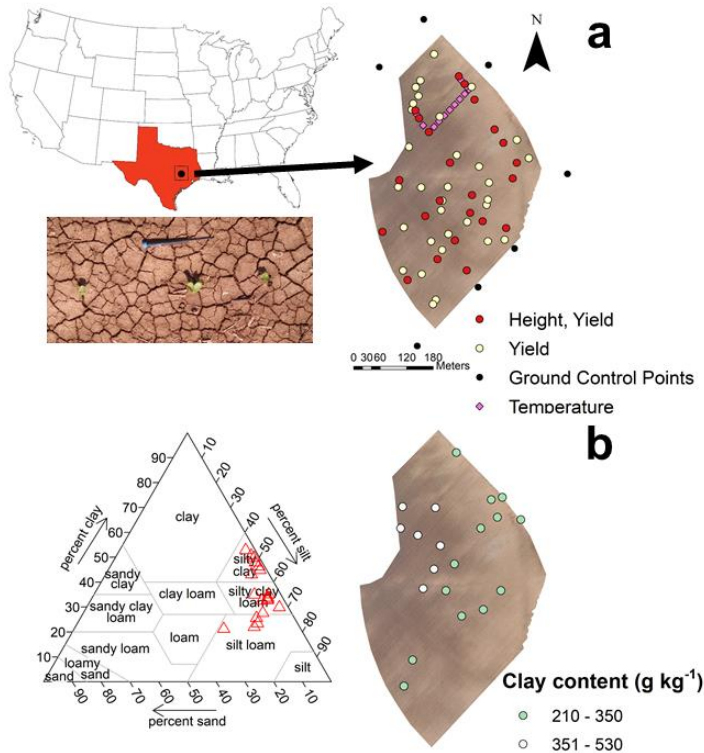 a
N
Height, Yield
Yield
0 30 60 120 180
Meters
Ground Control Points
Temperature
b
90
80
70
60
50
40
30
20
10
percent clay
10
20
30
40
50
60
70
80
90
percent silt
90
80
70
60
50
40
30
20
10
percent sand
clay
silty
clay
sandy
clay
clay loam
silty clay
loam
sandy clay
loam
loam
silt loam
sandy loam
loamy
sand
sand
silt
Clay content (g kg⁻¹)
210 - 350
351 - 530